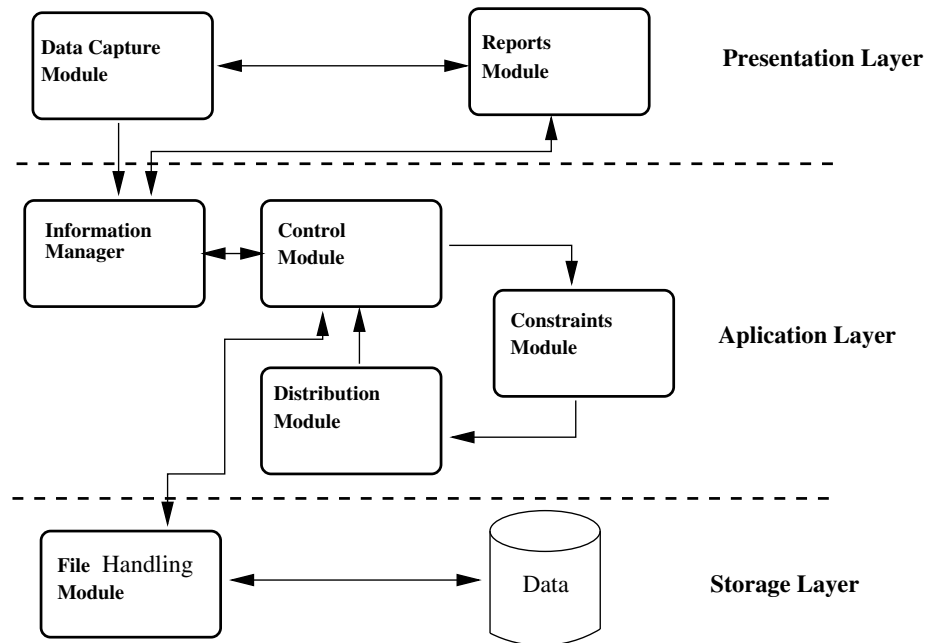 Data Capture
Module
Reports
Module
Presentation Layer
Information
Manager
Control
Module
Constraints
Module
Aplication Layer
Distribution
Module
File Handling
Module
Data
Storage Layer